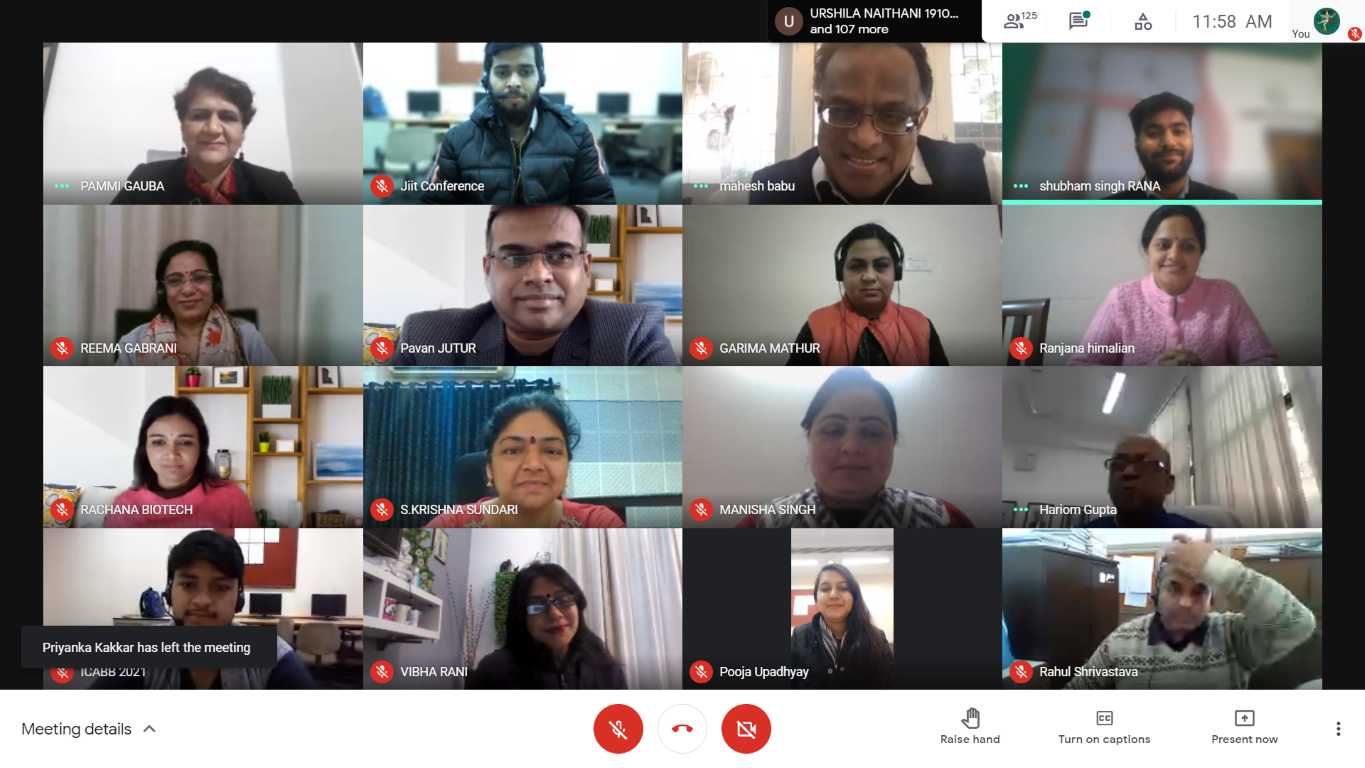 U
URSHILA NAITHANI 1910...
and 107 more
125
11:58 AM
You
PAMMI GAUBA
Jiit Conference
mahesh babu
shubham singh RANA
REEMA GABRANI
Pavan JUTUR
GARIMA MATHUR
Ranjana himalian
RACHANA BIOTECH
S.KRISHNA SUNDARI
MANISHA SINGH
Hariom Gupta
Priyanka Kakkar has left the meeting
ICABB 2021
VIBHA RANI
Pooja Upadhyay
Rahul Shrivastava
Meeting details
CC
Raise hand
Turn on captions
Present now